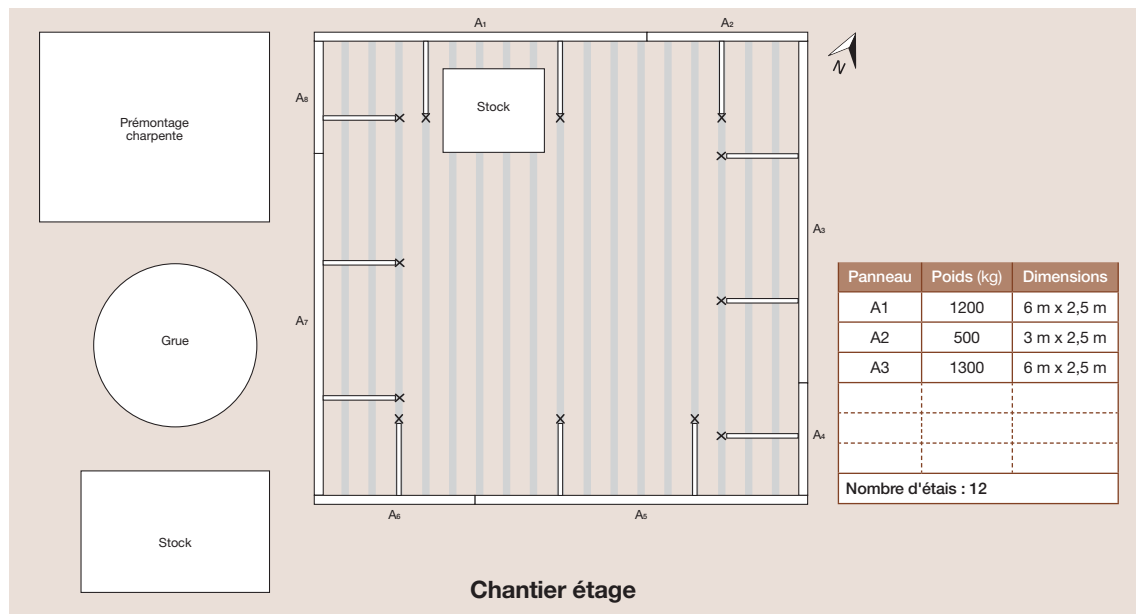 A1
A2
N
A8
Stock
Prémontage
charpente
A3
Panneau Poids (kg) Dimensions
A1 1200 6 m x 2,5 m
A2 500 3 m x 2,5 m
A3 1300 6 m x 2,5 m
Nombre d'étais : 12
A7
Grue
A4
A6
A5
Stock
Chantier étage